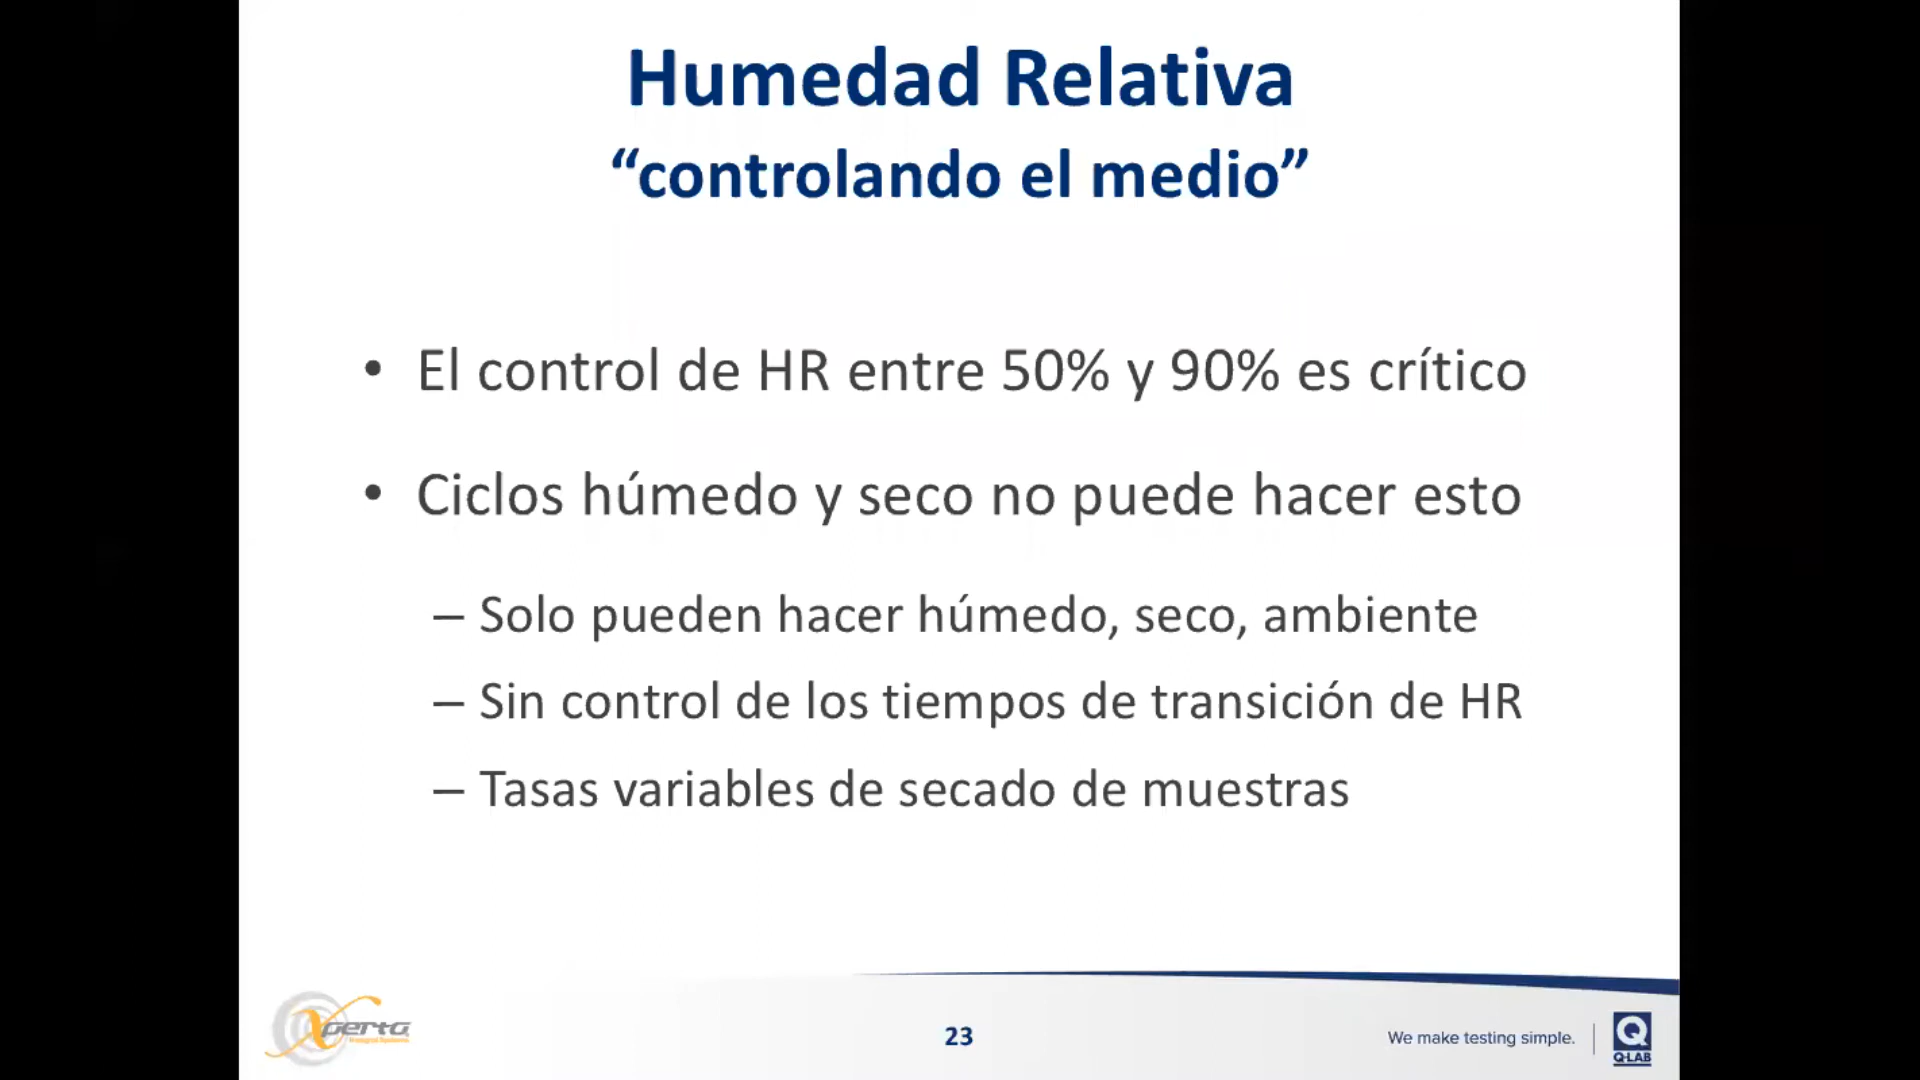 Humedad Relativa
“controlando el medio”
• El control de HR entre 50% y 90% es crítico
• Ciclos húmedo y seco no puede hacer esto
– Solo pueden hacer húmedo, seco, ambiente
– Sin control de los tiempos de transición de HR
– Tasas variables de secado de muestras
Xperta
23
We make testing simple.
Q-LAB